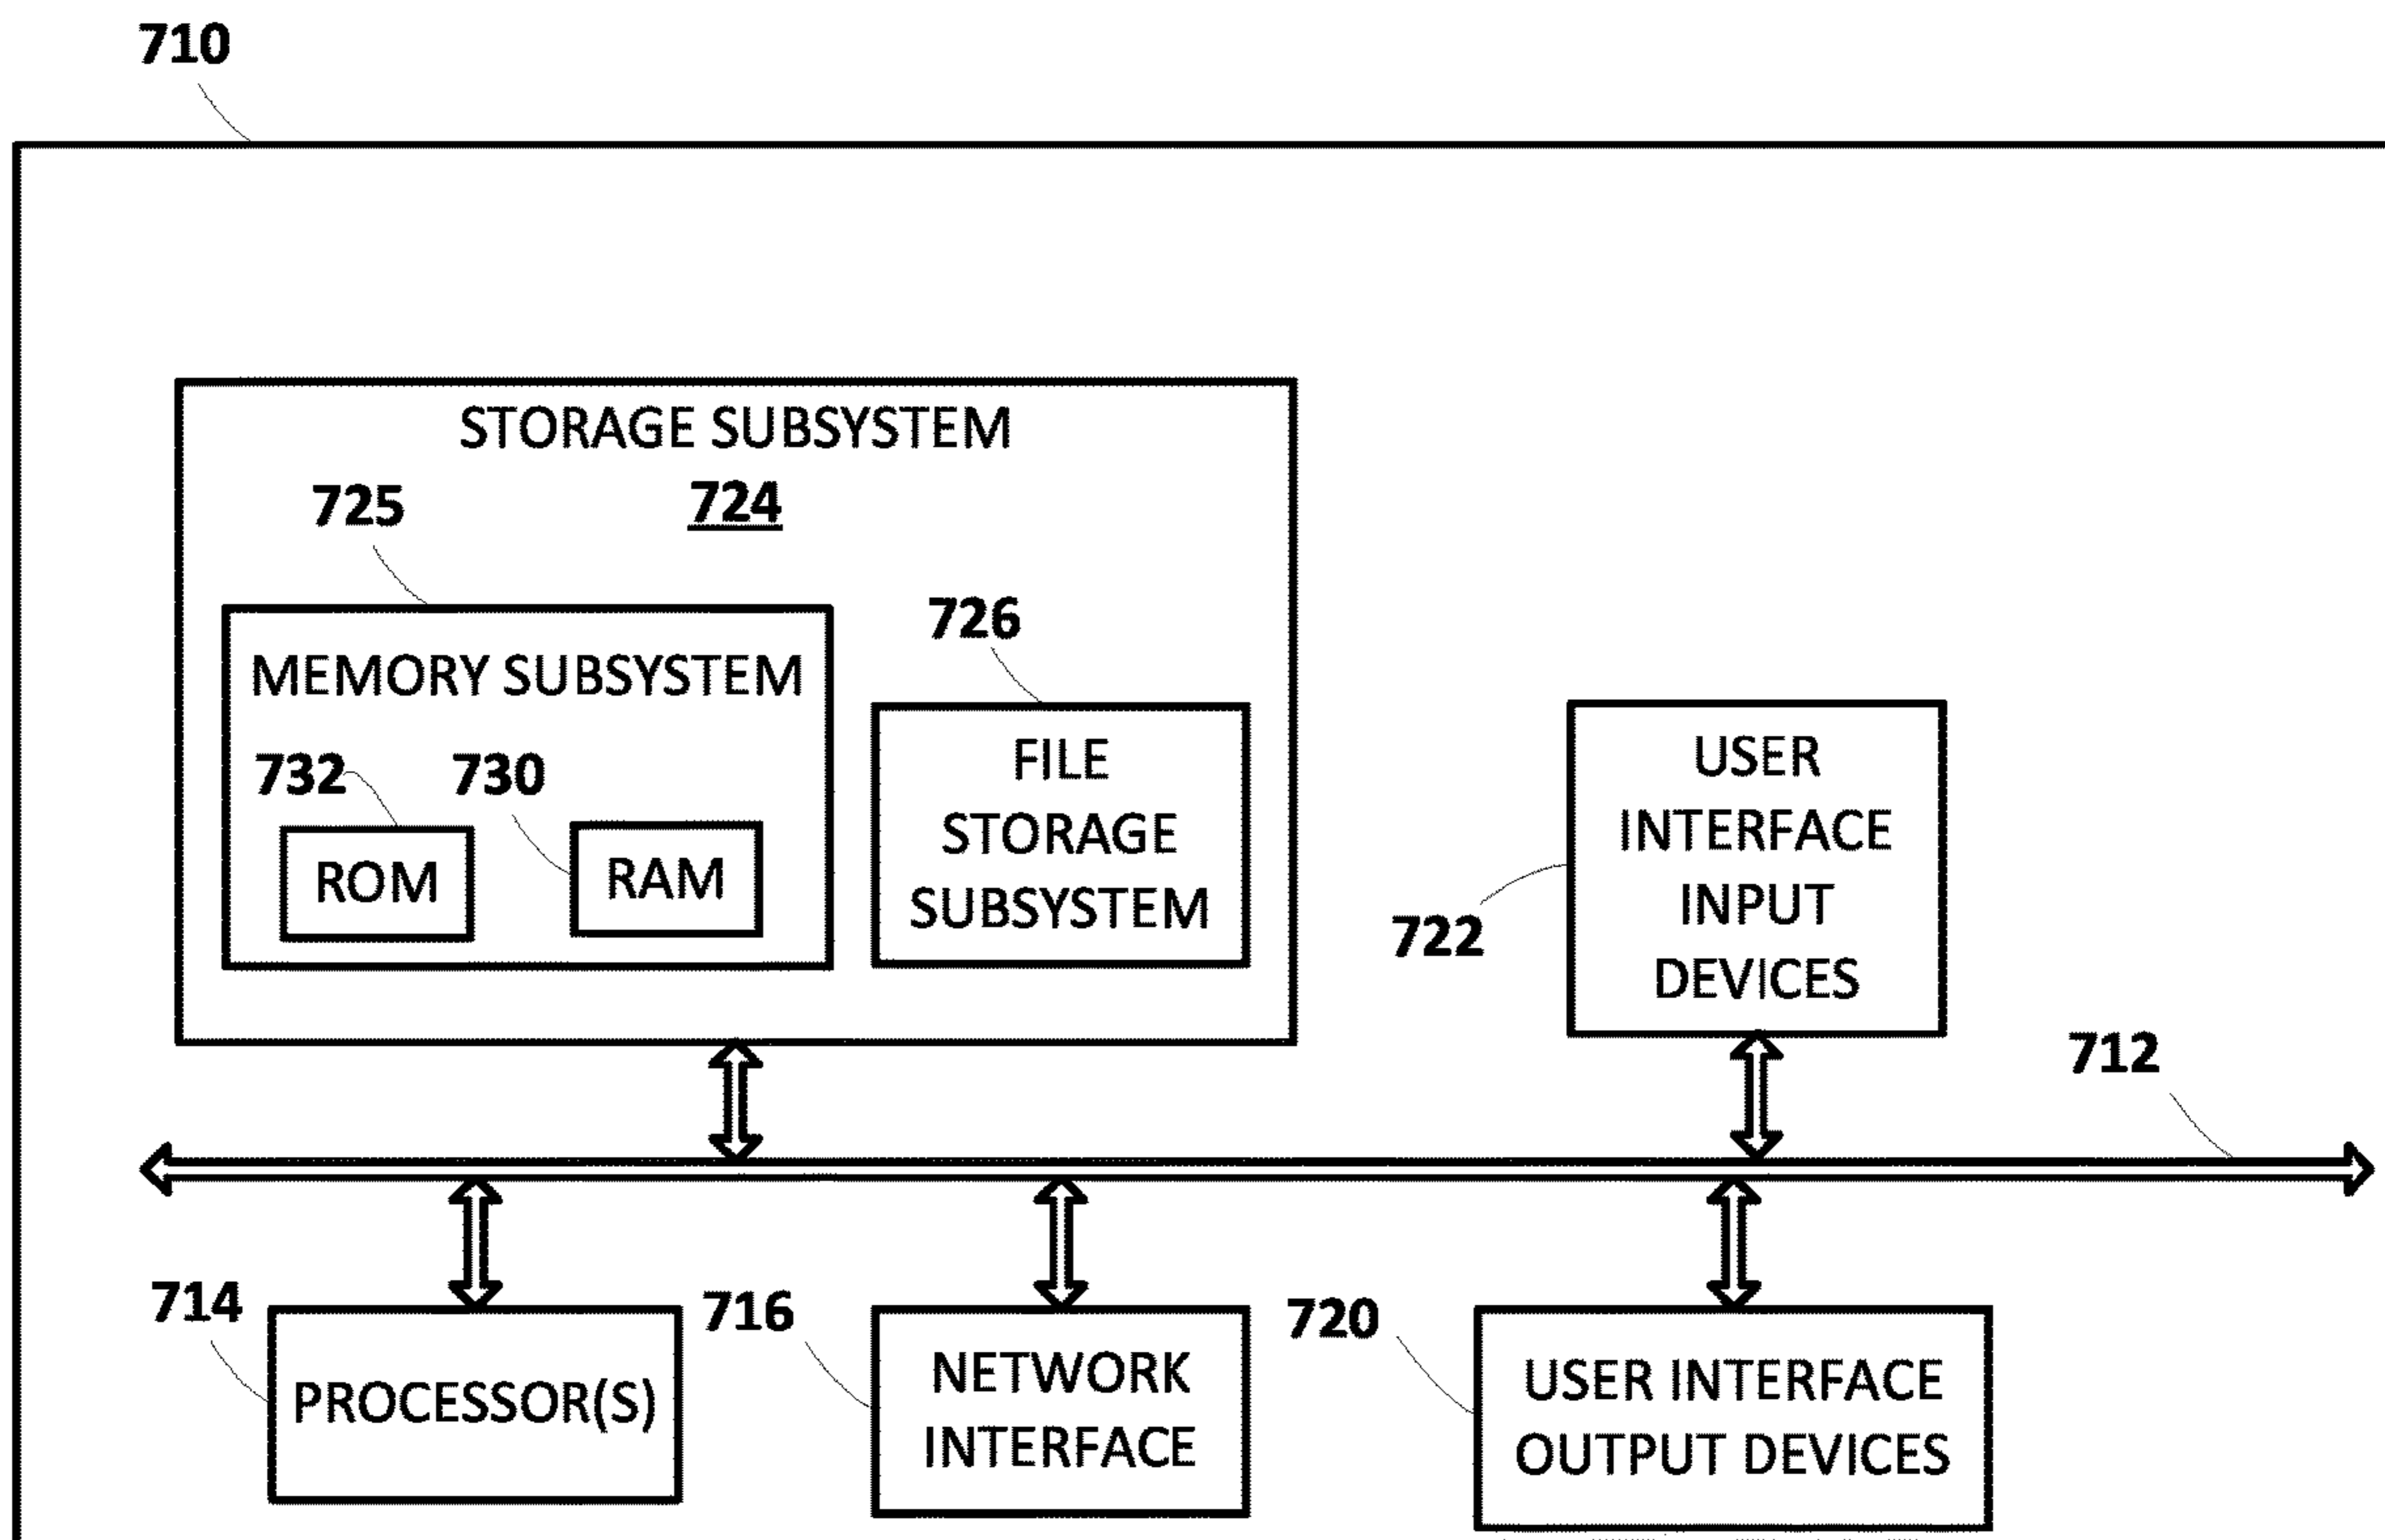 710
STORAGE SUBSYSTEM
724
725
MEMORY SUBSYSTEM
732
730
ROM
RAM
726
FILE
STORAGE
SUBSYSTEM
USER
INTERFACE
INPUT
DEVICES
722
712
714
PROCESSOR(S)
716
NETWORK
INTERFACE
720
USER INTERFACE
OUTPUT DEVICES